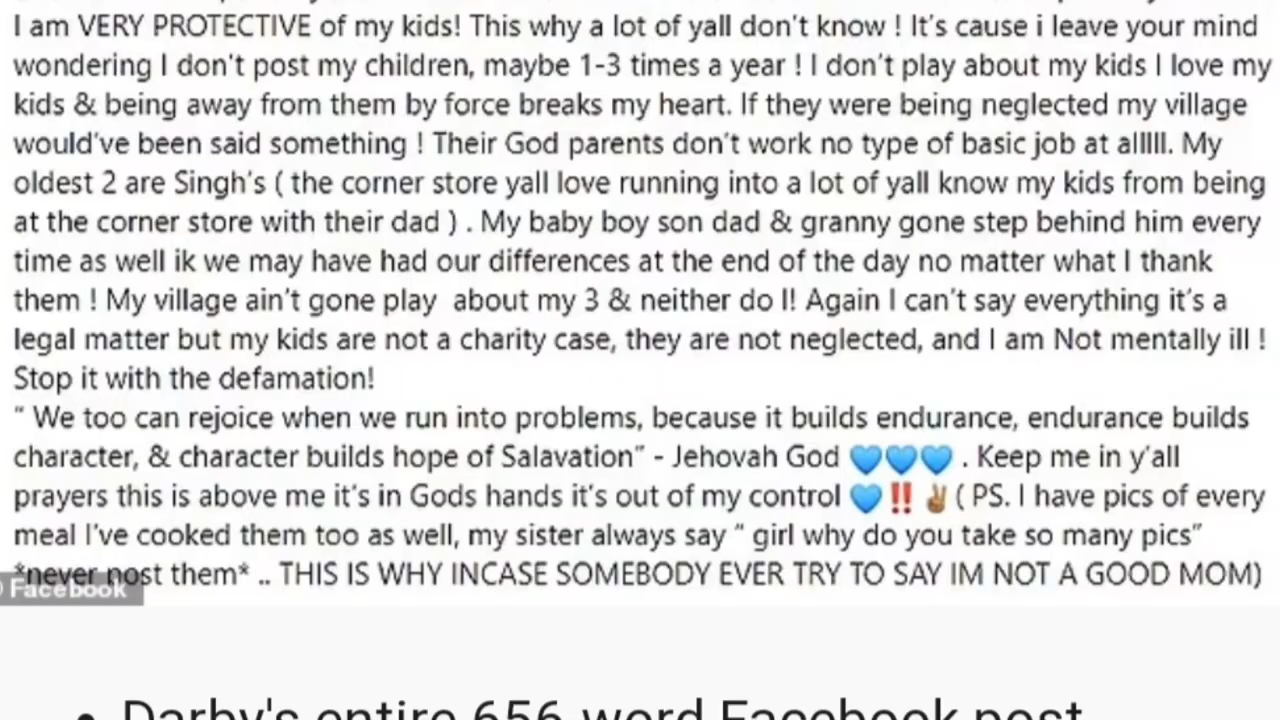 I am VERY PROTECTIVE of my kids! This why a lot of yall don't know ! It's cause i leave your mind
wondering I don't post my children, maybe 1-3 times a year ! I don't play about my kids I love my
kids & being away from them by force breaks my heart. If they were being neglected my village
would've been said something ! Their God parents don't work no type of basic job at alllll. My
oldest 2 are Singh's ( the corner store yall love running into a lot of yall know my kids from being
at the corner store with their dad ) . My baby boy son dad & granny gone step behind him every
time as well ik we may have had our differences at the end of the day no matter what I thank
them ! My village ain't gone play about my 3 & neither do I! Again I can't say everything it's a
legal matter but my kids are not a charity case, they are not neglected, and I am Not mentally ill !
Stop it with the defamation!
“ We too can rejoice when we run into problems, because it builds endurance, endurance builds
character, & character builds hope of Salavation” - Jehovah God 💙💙💙 . Keep me in y'all
prayers this is above me it's in Gods hands it's out of my control 💙‼️✌🏾 ( PS. I have pics of every
meal I've cooked them too as well, my sister always say “ girl why do you take so many pics”
*never post them* .. THIS IS WHY INCASE SOMEBODY EVER TRY TO SAY IM NOT A GOOD MOM)
Facebook
• Darby's entire 656-word Facebook post